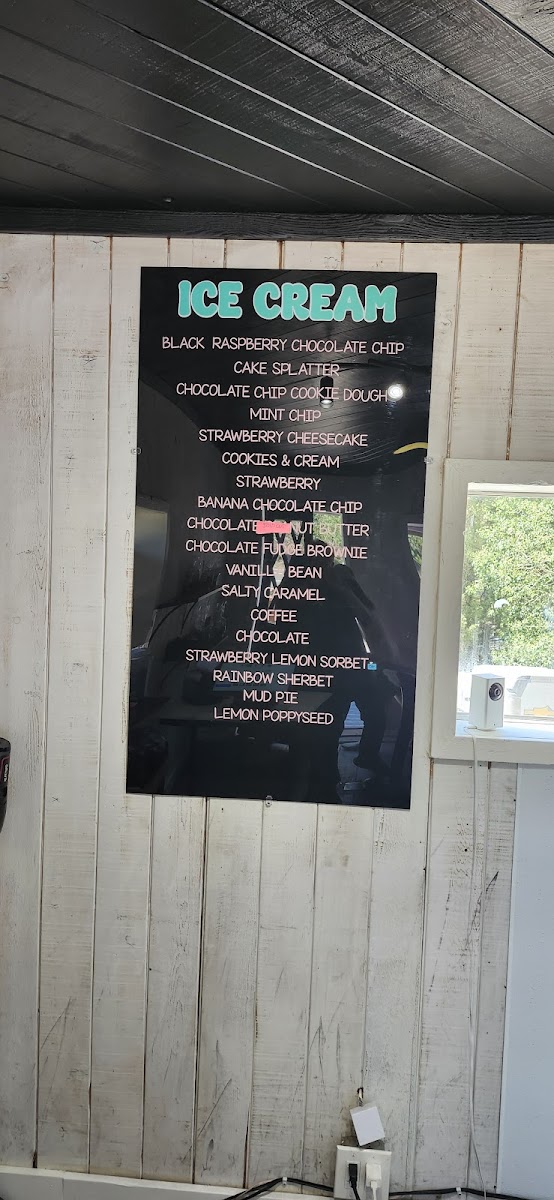 ICE CREAM
BLACK RASPBERRY CHOCOLATE CHIP
CAKE SPLATTER
CHOCOLATE CHIP COOKIE DOUGH
MINT CHIP
STRAWBERRY CHEESECAKE
COOKIES & CREAM
STRAWBERRY
BANANA CHOCOLATE CHIP
CHOCOLATE BUTTER
CHOCOLATE FUDGE BROWNIE
VANILLA BEAN
SALTY CARAMEL
COFFEE
CHOCOLATE
STRAWBERRY LEMON SORBET
RAINBOW SHERBET
MUD PIE
LEMON POPPYSEED